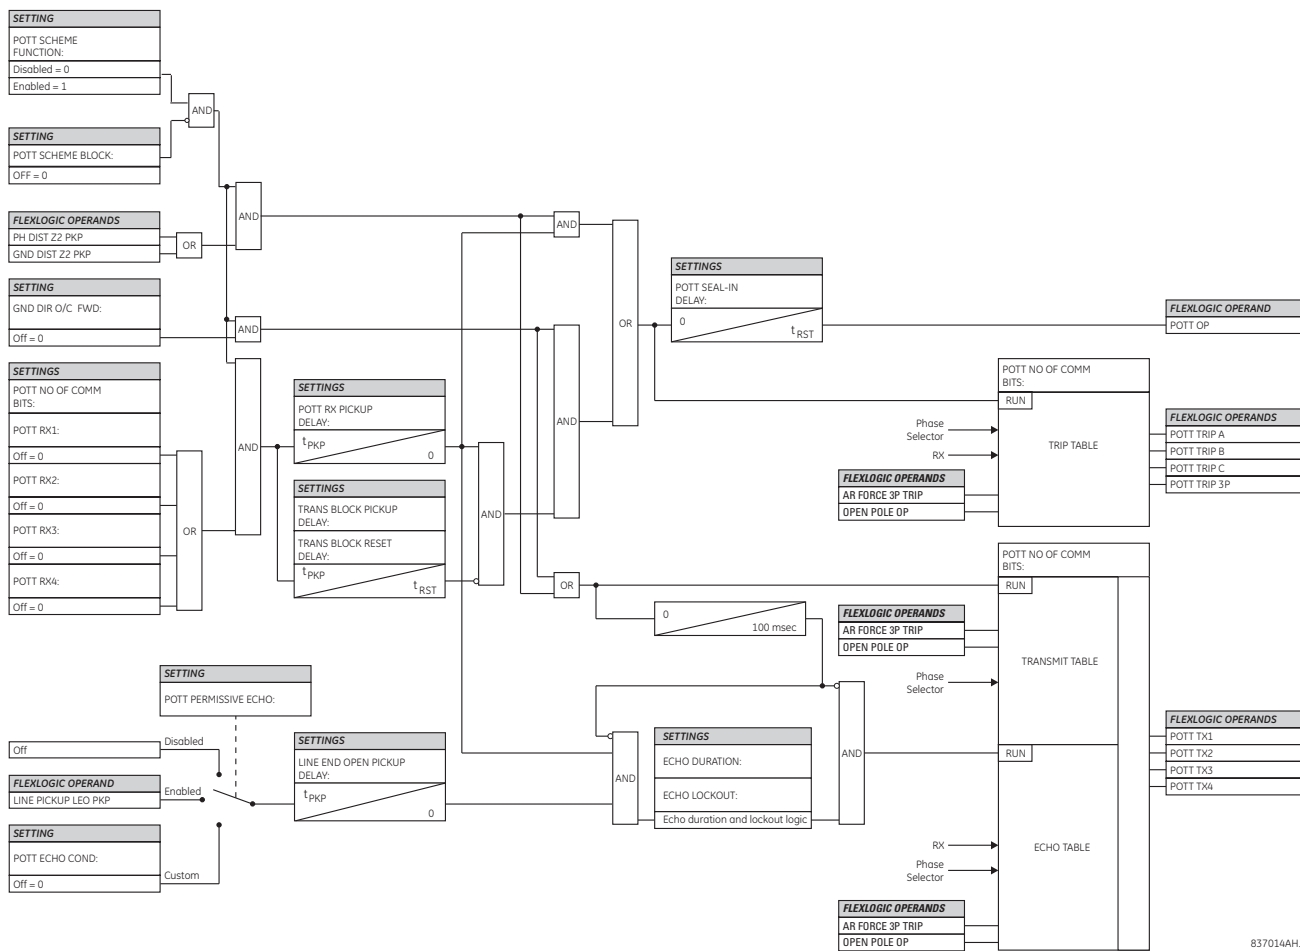 SETTING
POTT SCHEME
FUNCTION:
Disabled = 0
Enabled = 1
AND
SETTING
POTT SCHEME BLOCK:
OFF = 0
FLEXLOGIC OPERANDS
PH DIST Z2 PKP
GND DIST Z2 PKP
OR
AND
SETTING
GND DIR O/C FWD:
Off = 0
AND
SETTINGS
POTT NO OF COMM
BITS:
POTT RX1:
Off = 0
POTT RX2:
Off = 0
POTT RX3:
Off = 0
POTT RX4:
Off = 0
OR
AND
SETTINGS
POTT RX PICKUP
DELAY:
tPKP
0
SETTINGS
TRANS BLOCK PICKUP
DELAY:
TRANS BLOCK RESET
DELAY:
tPKP
tRST
AND
AND
AND
OR
OR
SETTINGS
POTT SEAL-IN
DELAY:
0
tRST
FLEXLOGIC OPERAND
POTT OP
POTT NO OF COMM
BITS:
RUN
Phase
Selector
RX
TRIP TABLE
FLEXLOGIC OPERANDS
AR FORCE 3P TRIP
OPEN POLE OP
FLEXLOGIC OPERANDS
POTT TRIP A
POTT TRIP B
POTT TRIP C
POTT TRIP 3P
POTT NO OF COMM
BITS:
RUN
0
100 msec
FLEXLOGIC OPERANDS
AR FORCE 3P TRIP
OPEN POLE OP
TRANSMIT TABLE
Phase
Selector
SETTING
POTT PERMISSIVE ECHO:
Off
Disabled
FLEXLOGIC OPERAND
LINE PICKUP LEO PKP
Enabled
SETTING
POTT ECHO COND:
Off = 0
Custom
SETTINGS
LINE END OPEN PICKUP
DELAY:
tPKP
0
AND
SETTINGS
ECHO DURATION:
ECHO LOCKOUT:
Echo duration and lockout logic
AND
RUN
FLEXLOGIC OPERANDS
POTT TX1
POTT TX2
POTT TX3
POTT TX4
RX
Phase
Selector
ECHO TABLE
FLEXLOGIC OPERANDS
AR FORCE 3P TRIP
OPEN POLE OP
837014AH.